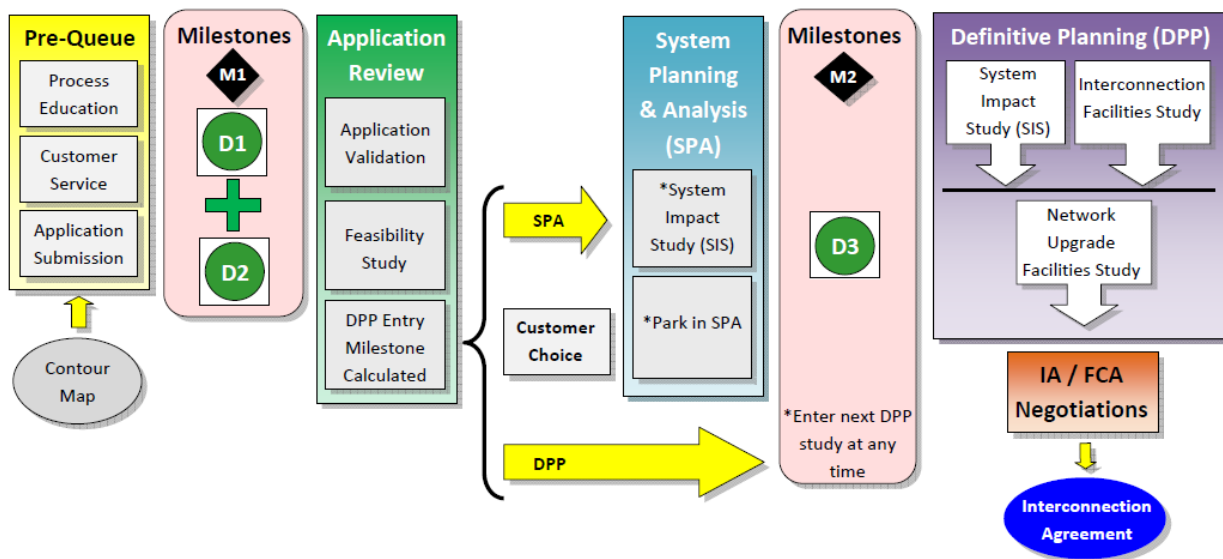 Pre-Queue
Process
Education
Customer
Service
Application
Submission
Contour
Map
Milestones
M1
D1
D2
Application
Review
Application
Validation
Feasibility
Study
DPP Entry
Milestone
Calculated
SPA
Customer
Choice
DPP
System
Planning
& Analysis
(SPA)
*System
Impact
Study (SIS)
*Park in SPA
Milestones
M2
D3
*Enter next DPP
study at any
time
Definitive Planning (DPP)
System
Impact
Study (SIS)
Interconnection
Facilities Study
Network
Upgrade
Facilities Study
IA / FCA
Negotiations
Interconnection
Agreement